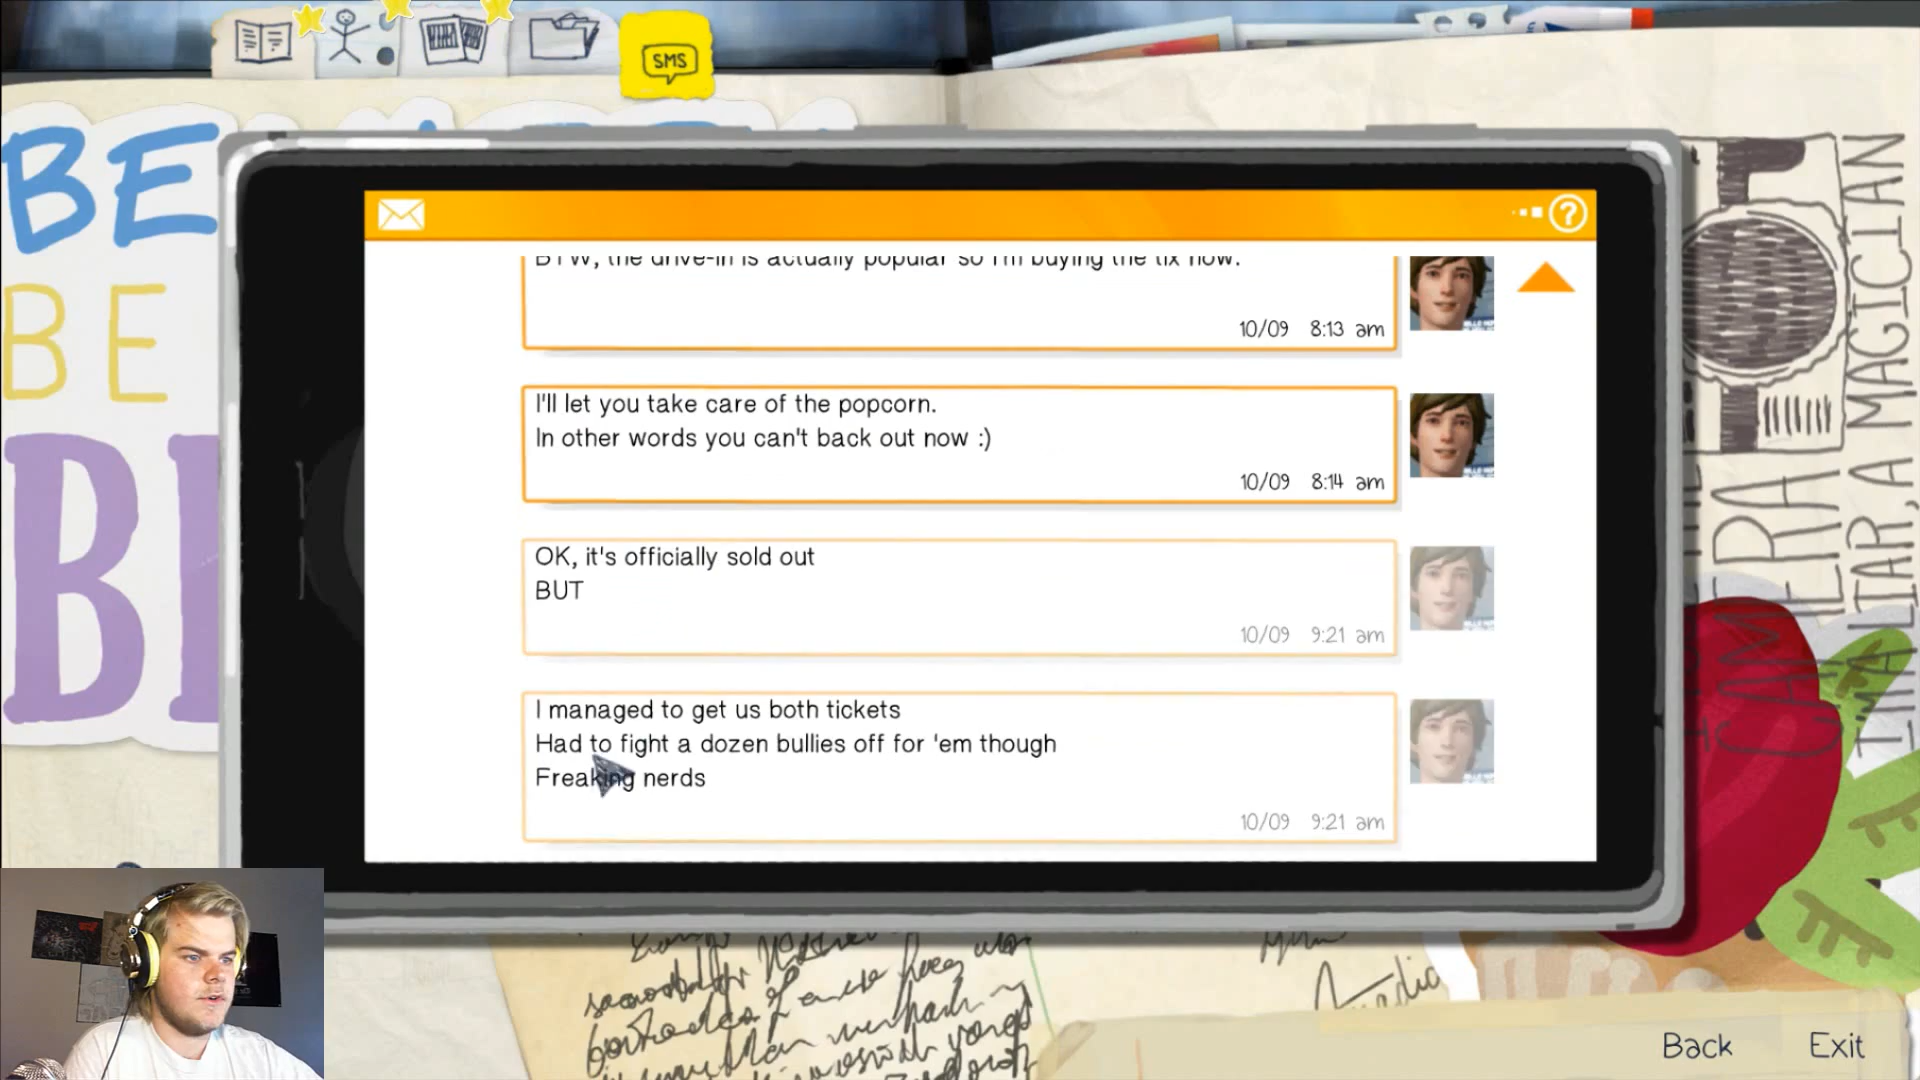 SMS
BE
BE
?
BTW, the drive-in is actually popular so I'm buying the tix now.
10/09 8:13 am
I'll let you take care of the popcorn.
In other words you can't back out now :)
10/09 8:14 am
OK, it's officially sold out
BUT
10/09 9:21 am
I managed to get us both tickets
Had to fight a dozen bullies off for 'em though
Freaking nerds
10/09 9:21 am
CAMERA
LIAR, A MAGICIAN
Back
Exit